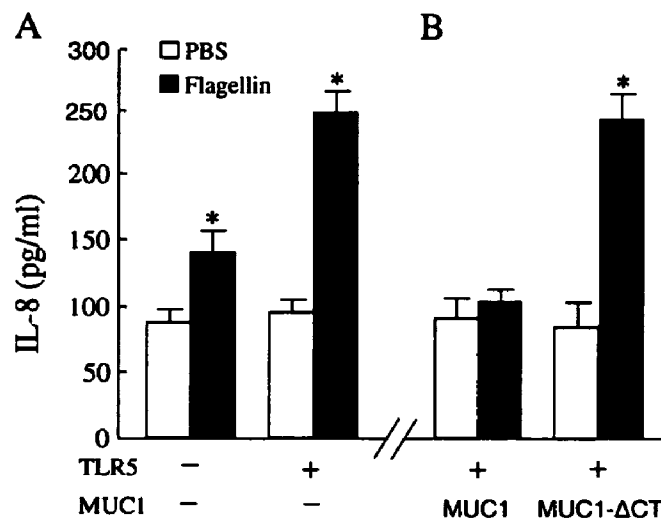 A
B
PBS
Flagellin
IL-8 (pg/ml)
300
250
200
150
100
50
0
*
*
*
TLR5 − + + +
MUC1 − − MUC1 MUC1-ΔCT